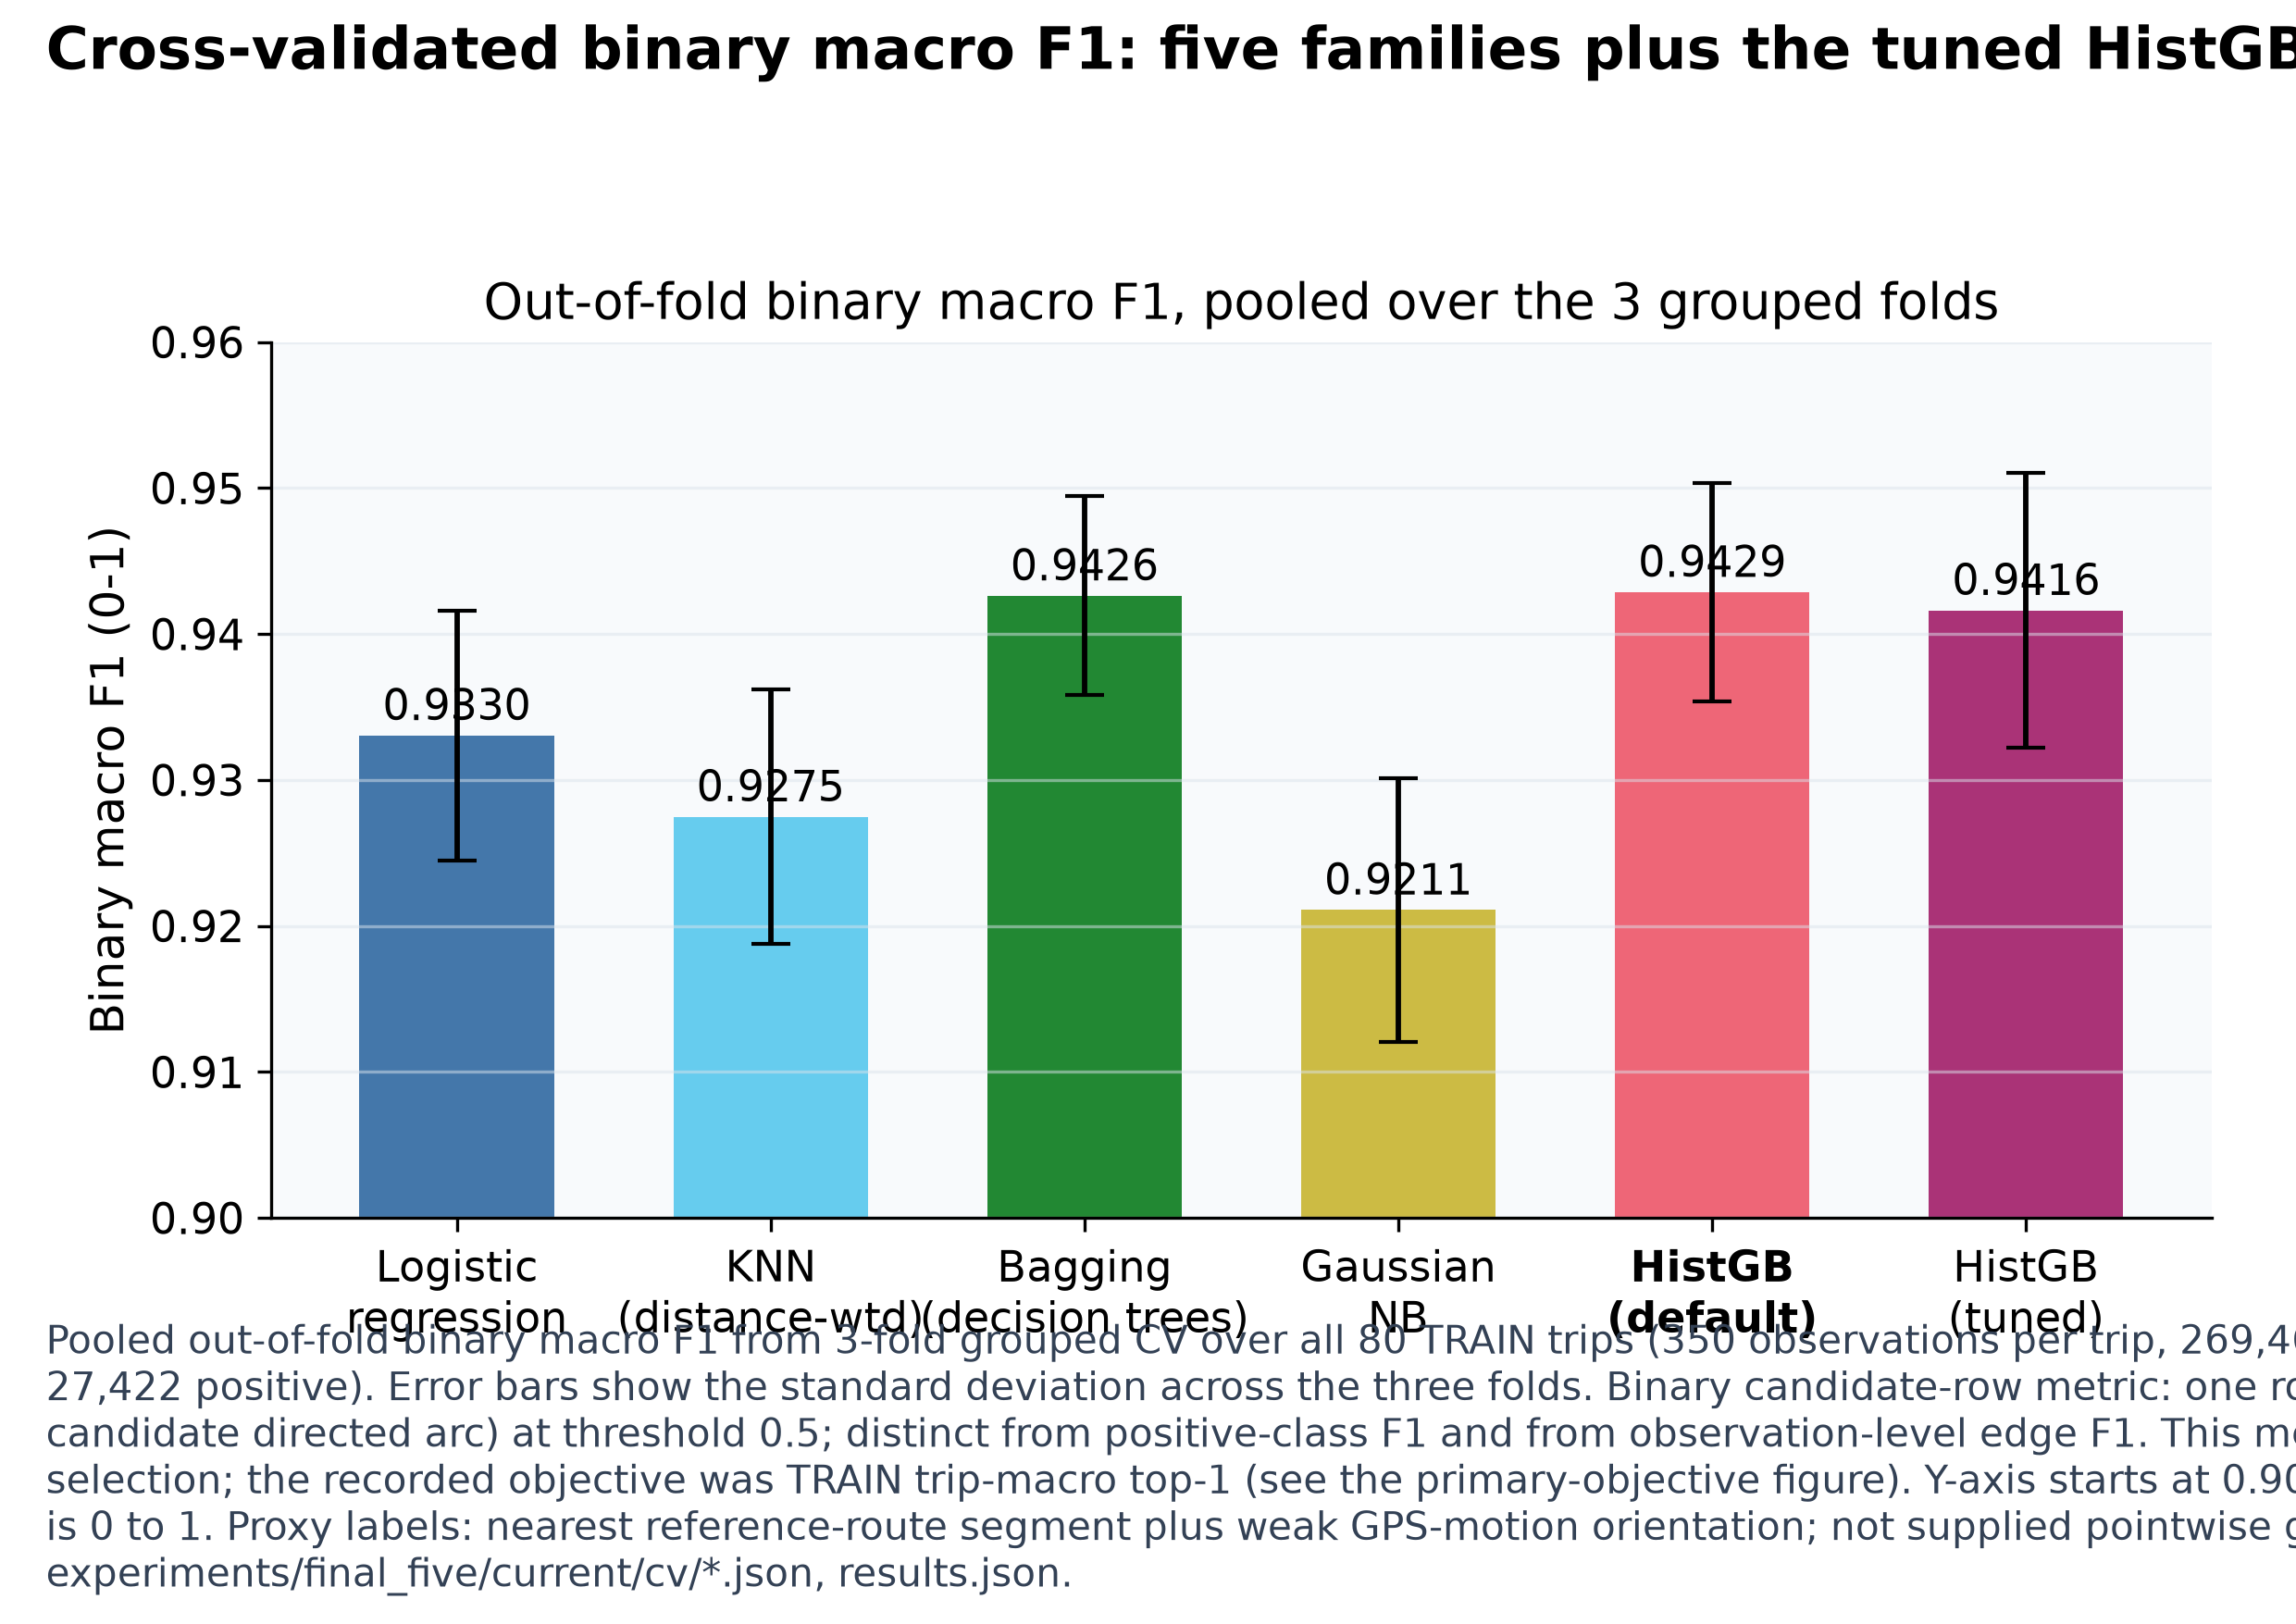 Cross-validated binary macro F1: five families plus the tuned HistGB
Out-of-fold binary macro F1, pooled over the 3 grouped folds
Binary macro F1 (0-1)
0.96
0.95
0.94
0.93
0.92
0.91
0.90
0.9330
0.9275
0.9426
0.9211
0.9429
0.9416
Logistic
regression
KNN
(distance-wtd)
Bagging
(decision trees)
Gaussian
NB
HistGB
(default)
HistGB
(tuned)
Pooled out-of-fold binary macro F1 from 3-fold grouped CV over all 80 TRAIN trips (350 observations per trip,
27,422 positive). Error bars show the standard deviation across the three folds. Binary candidate-row metric: one
candidate directed arc) at threshold 0.5; distinct from positive-class F1 and from observation-level edge F1. This
selection; the recorded objective was TRAIN trip-macro top-1 (see the primary-objective figure). Y-axis starts at 0.90
is 0 to 1. Proxy labels: nearest reference-route segment plus weak GPS-motion orientation; not supplied pointwise
experiments/final_five/current/cv/*.json, results.json.